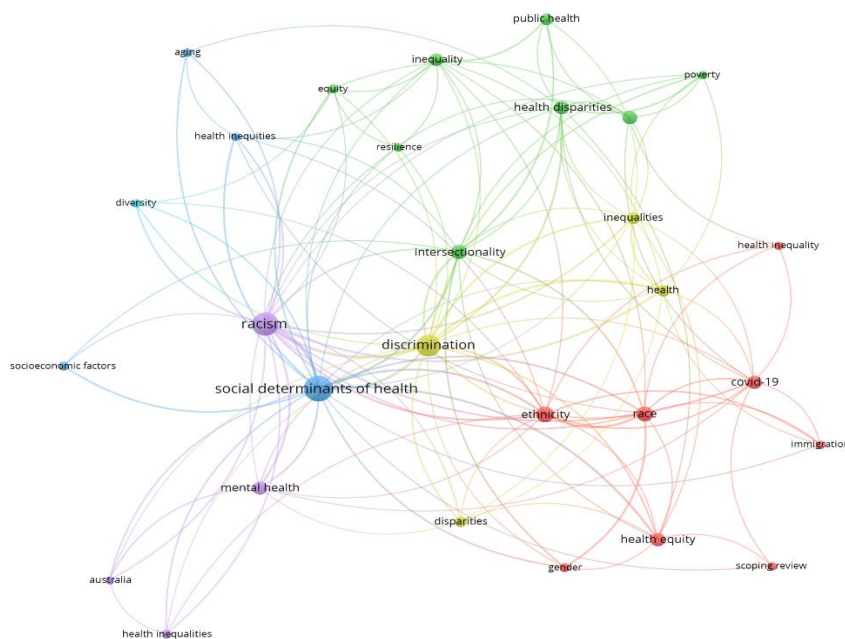 public health
aging
inequality
equity
poverty
health disparities
health inequities
resilience
diversity
inequalities
health inequality
intersectionality
health
racism
discrimination
socioeconomic factors
social determinants of health
covid-19
ethnicity
race
immigration
mental health
disparities
health equity
gender
scoping review
australia
health inequalities